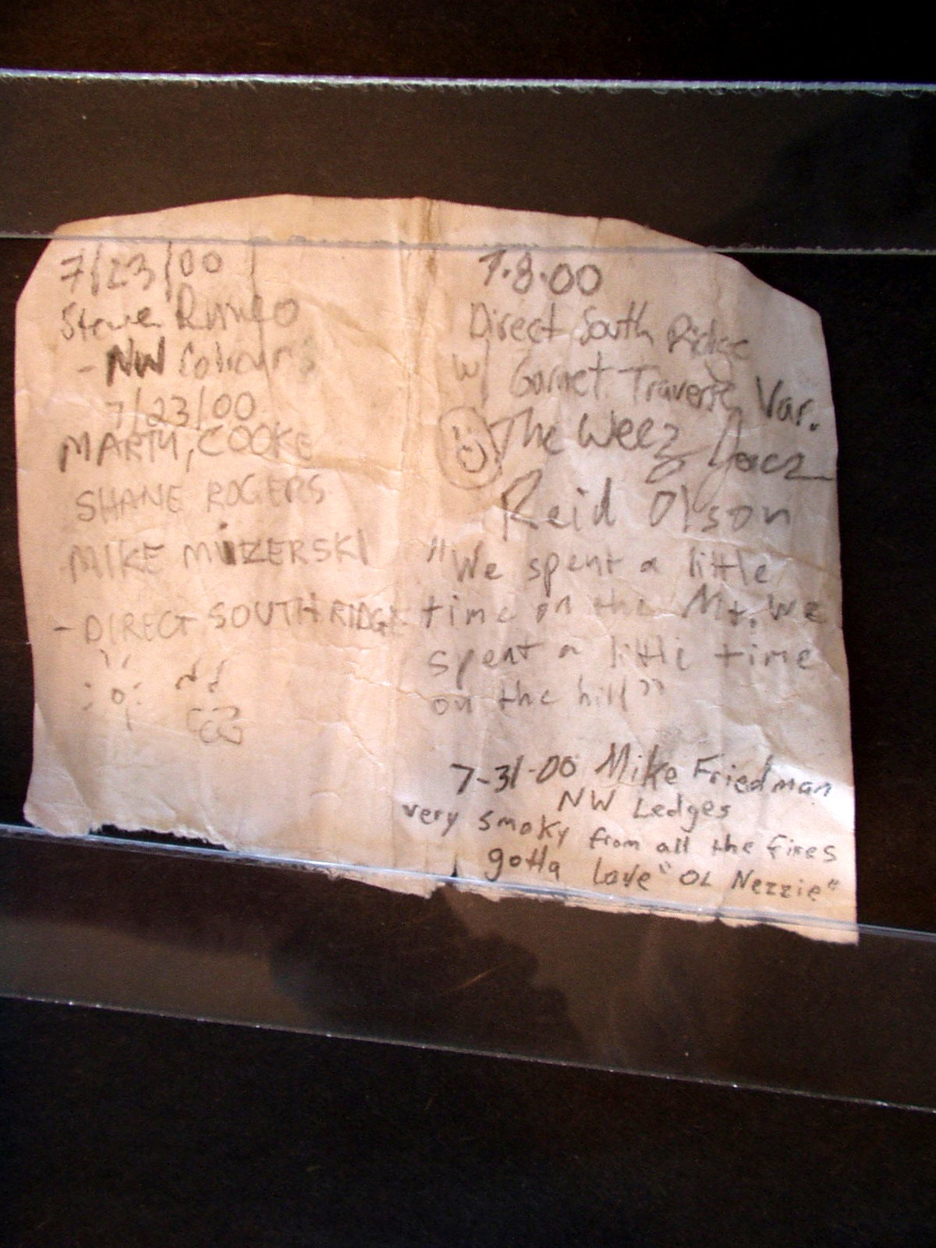 7/23/00
Steve
- NW
7/23/00
MARTY, COOKE
SHANE ROGERS
MIKE MUZERSKI
- DIRECT SOUTH RIDGE
7.8.00
Direct South Ridge
w/ Garnet Traverse Var.
The Weez
Reid Olson
"We spent a little
time on the Mt. We
spent a little time
on the hill"
7-31-00 Mike Friedman
NW Ledges
very smoky from all the fires
gotta Love "OL Nezzie"